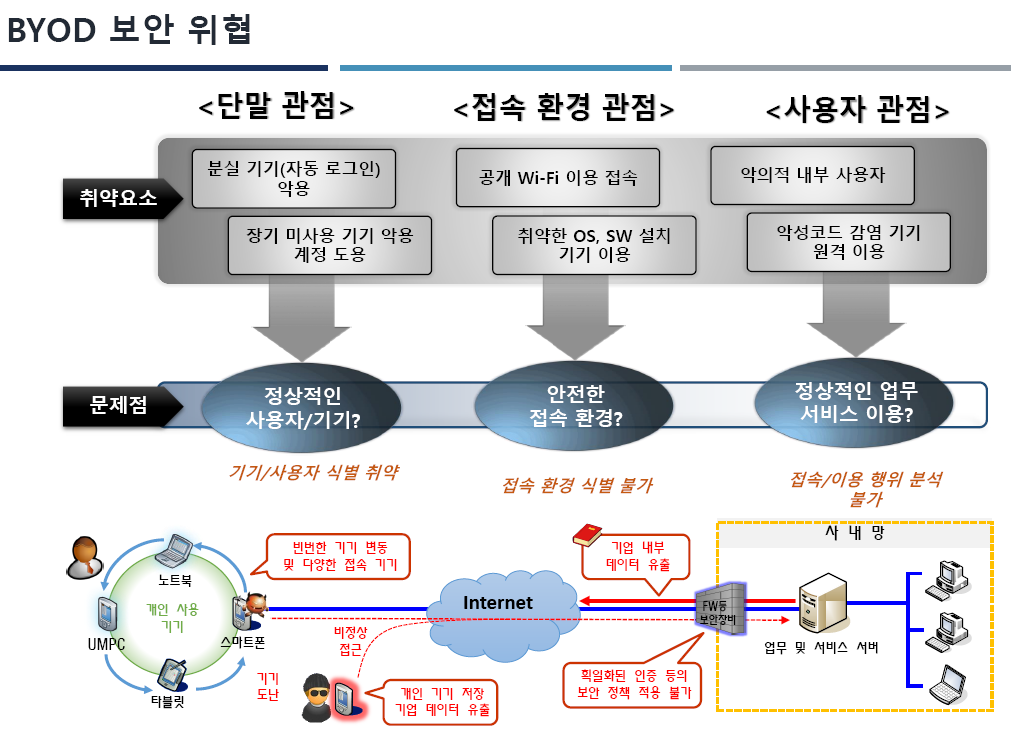 BYOD 보안 위협
<단말 관점>
<접속 환경 관점>
<사용자 관점>
취약요소
분실 기기(자동 로그인)
악용
장기 미사용 기기 악용
계정 도용
공개 Wi-Fi 이용 접속
취약한 OS, SW 설치
기기 이용
악의적 내부 사용자
악성코드 감염 기기
원격 이용
문제점
정상적인
사용자/기기?
안전한
접속 환경?
정상적인 업무
서비스 이용?
기기/사용자 식별 취약
접속 환경 식별 불가
접속/이용 행위 분석
불가
노트북
개인 사용
기기
UMPC
스마트폰
타블릿
빈번한 기기 변동
및 다양한 접속 기기
기기
도난
비정상
접근
개인 기기 저장
기업 데이터 유출
Internet
기업 내부
데이터 유출
획일화된 인증 등의
보안 정책 적용 불가
사 내 망
FW등
보안장비
업무 및 서비스 서버